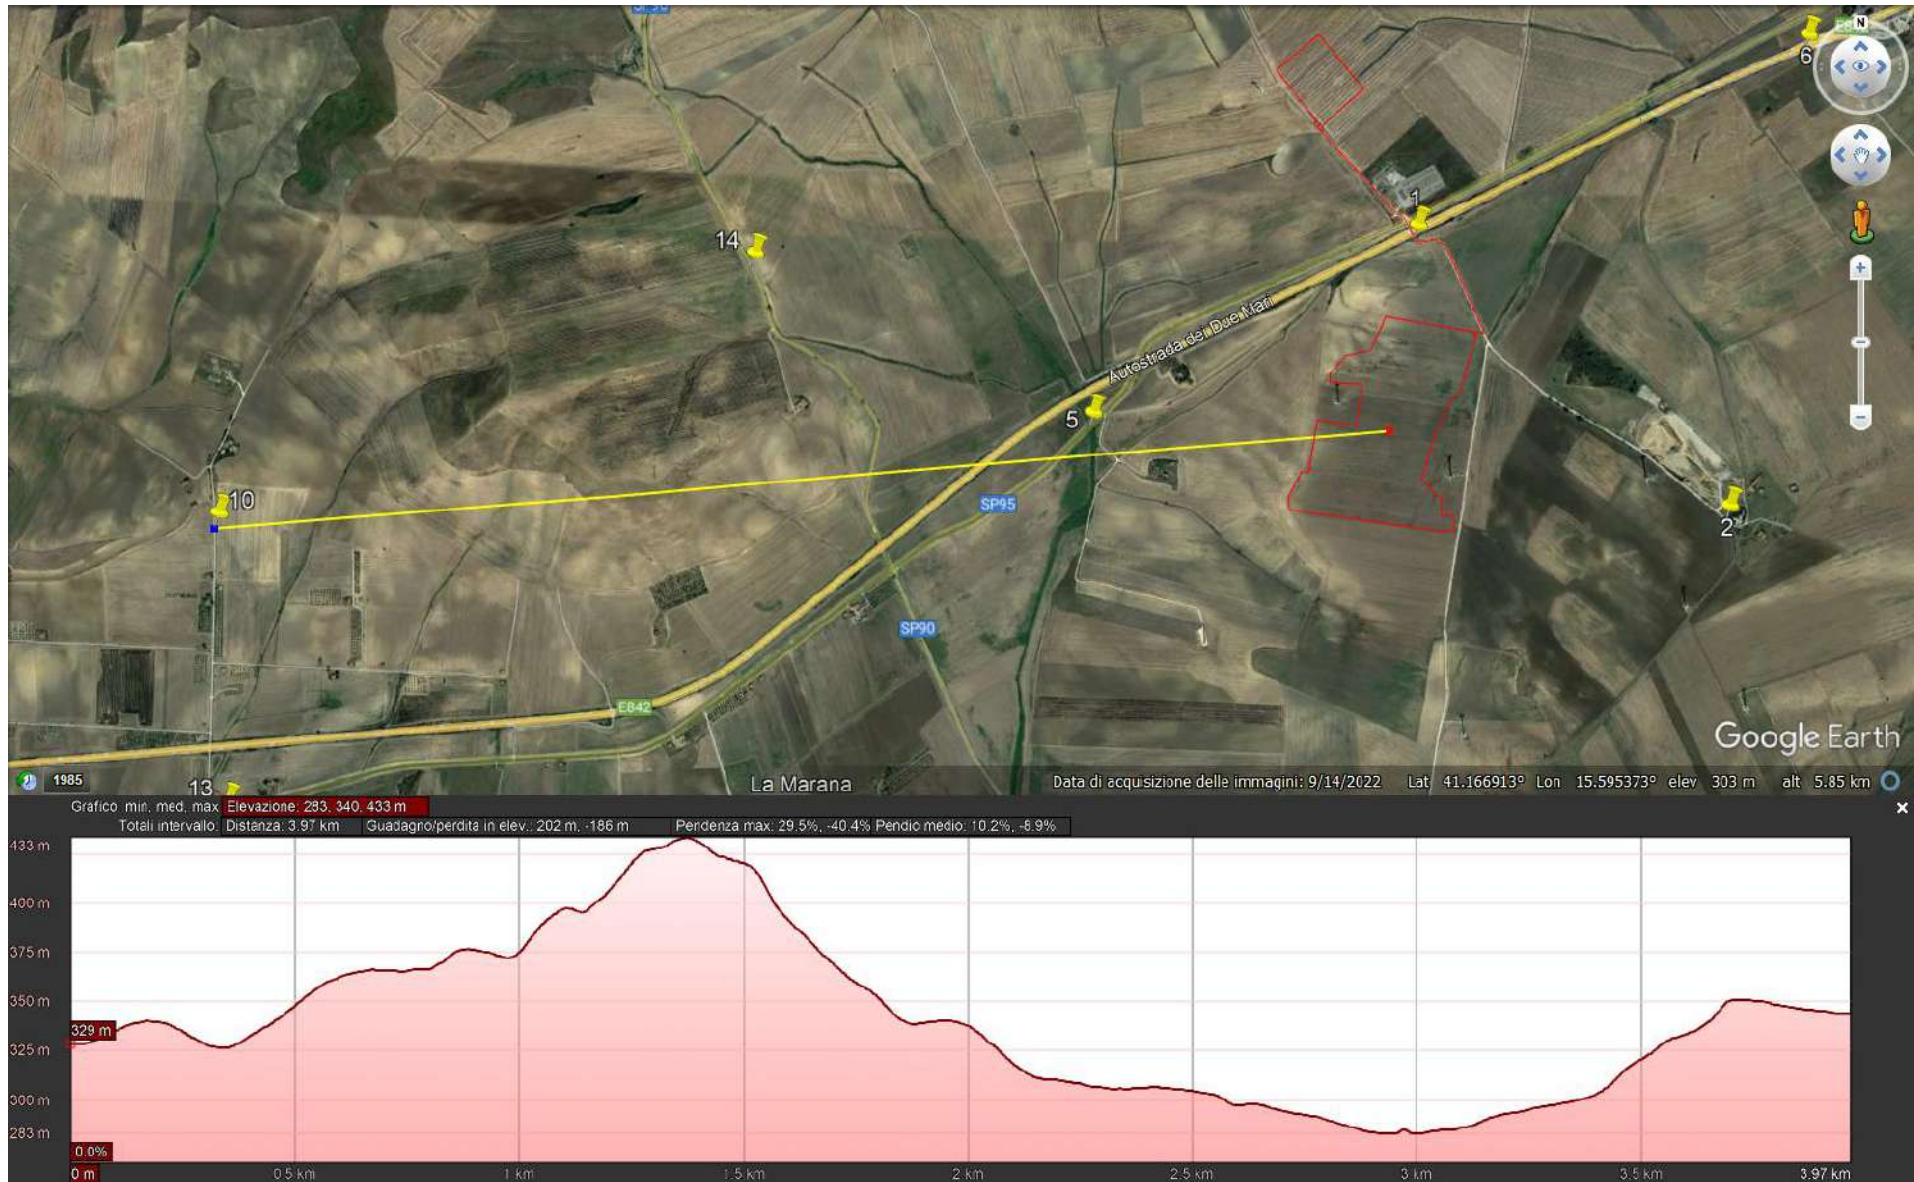 N
6
1
14
Autostrada dei Due Mari
5
10
SP95
2
SP90
E842
Google Earth
13
1985
La Marana
Data di acquisizione delle immagini: 9/14/2022 Lat 41.166913° Lon 15.595373° elev 303 m alt 5.85 km
Grafico min, med, max Elevazione: 283, 340, 433 m
Totali intervallo: Distanza: 3.97 km Guadagno/perdita in elev.: 202 m, -186 m Pendenza max: 29.5%, -40.4% Pendio medio: 10.2%, -8.9%
433 m
400 m
375 m
350 m
329 m
325 m
300 m
283 m
0.0%
0 m 0.5 km 1 km 1.5 km 2 km 2.5 km 3 km 3.5 km 3.97 km